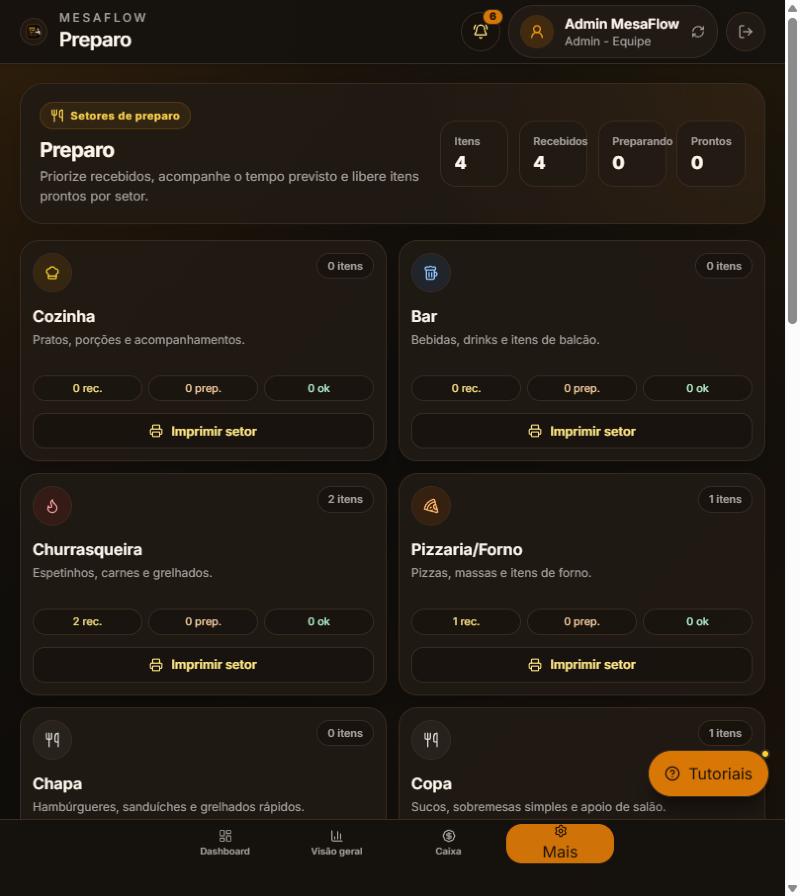 MESAFLOW
Preparo
6
Admin MesaFlow
Admin - Equipe
Setores de preparo
Preparo
Priorize recebidos, acompanhe o tempo previsto e libere itens
prontos por setor.
Itens
4
Recebidos
4
Preparando
0
Prontos
0
0 itens
Cozinha
Pratos, porções e acompanhamentos.
0 rec.
0 prep.
0 ok
Imprimir setor
0 itens
Bar
Bebidas, drinks e itens de balcão.
0 rec.
0 prep.
0 ok
Imprimir setor
2 itens
Churrasqueira
Espetinhos, carnes e grelhados.
2 rec.
0 prep.
0 ok
Imprimir setor
1 itens
Pizzaria/Forno
Pizzas, massas e itens de forno.
1 rec.
0 prep.
0 ok
Imprimir setor
0 itens
Chapa
Hambúrgueres, sanduíches e grelhados rápidos.
1 itens
Copa
Sucos, sobremesas simples e apoio de salão.
Tutoriais
Dashboard
Visão geral
Caixa
Mais